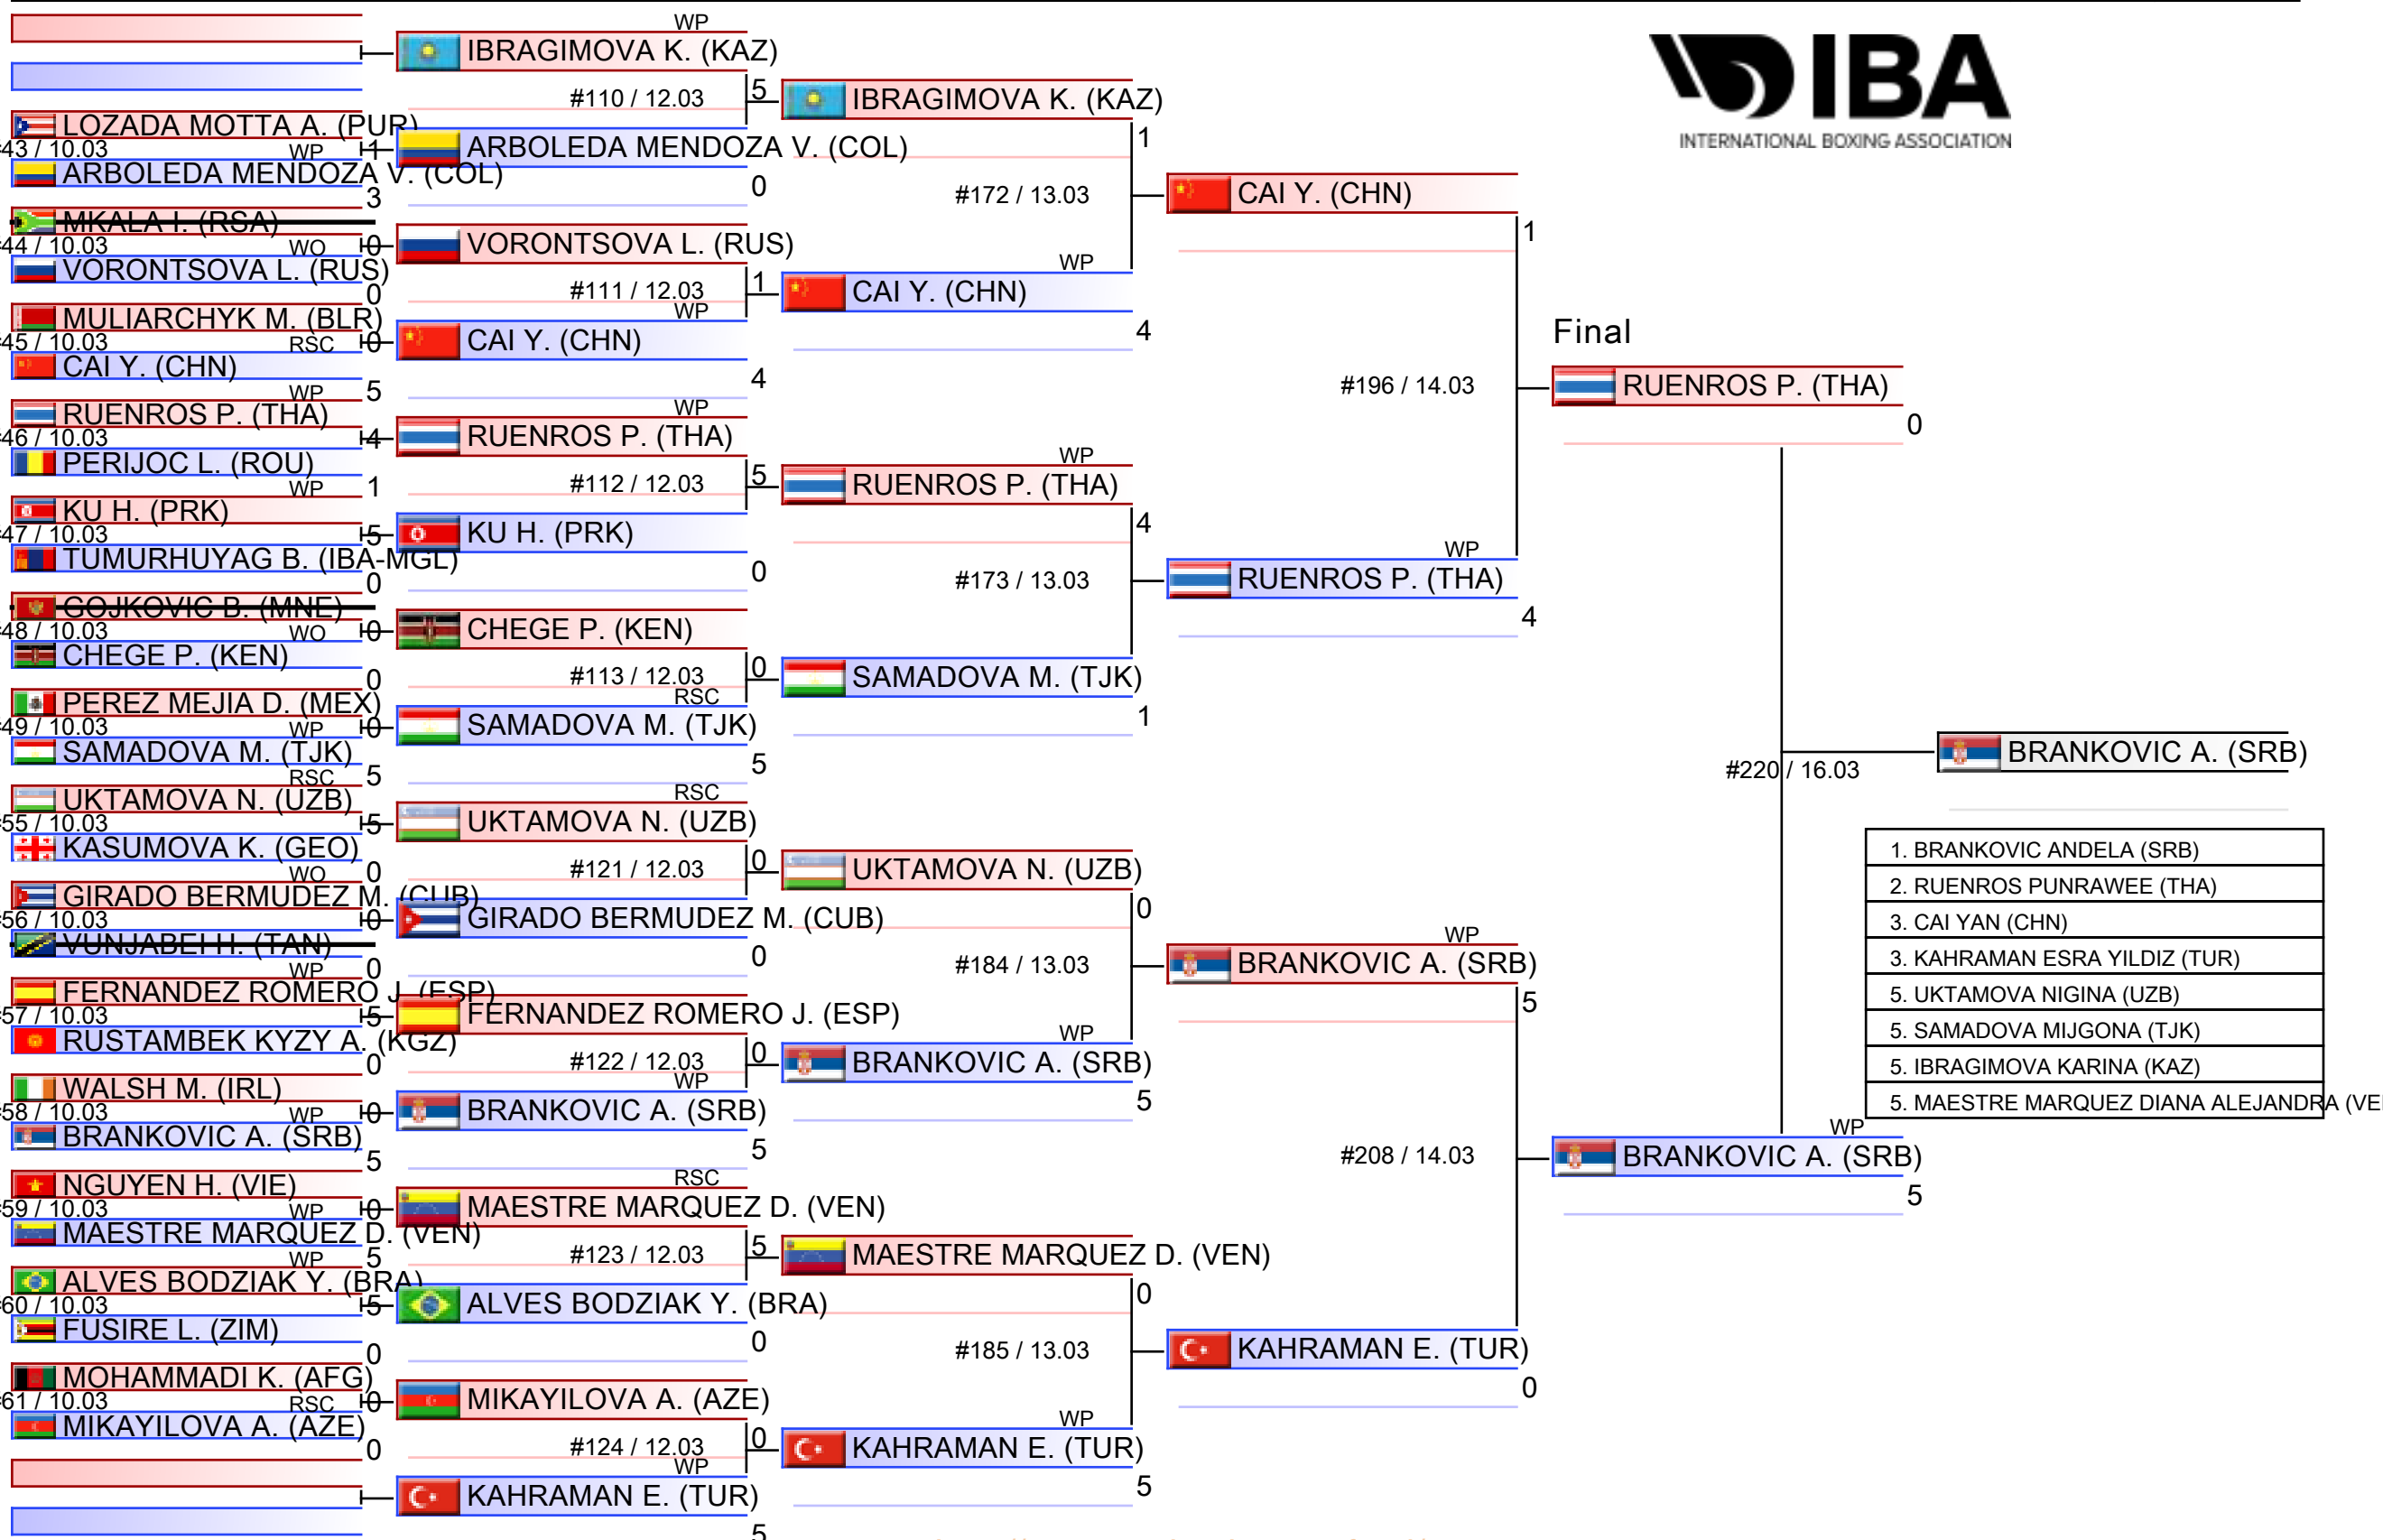 IBA
INTERNATIONAL BOXING ASSOCIATION
LOZADA MOTTA A. (PUR)
43 / 10.03 WP 1
ARBOLEDA MENDOZA V. (COL)
3
MKALA I. (RSA)
44 / 10.03 WO 0
VORONTSOVA L. (RUS)
0
MULIARCHYK M. (BLR)
45 / 10.03 RSC 0
CAI Y. (CHN)
WP 5
RUENROS P. (THA)
46 / 10.03 4
PERIJOC L. (ROU)
WP 1
KU H. (PRK)
47 / 10.03 5
TUMURHUYAG B. (IBA-MGL)
0
GOJKOVIC B. (MNE)
48 / 10.03 WO 0
CHEGE P. (KEN)
0
PEREZ MEJIA D. (MEX)
49 / 10.03 WP 0
SAMADOVA M. (TJK)
RSC 5
UKTAMOVA N. (UZB)
55 / 10.03 5
KASUMOVA K. (GEO)
WO 0
GIRADO BERMUDEZ M. (CUB)
56 / 10.03 0
VUNJABEI H. (TAN)
WP 0
FERNANDEZ ROMERO J. (ESP)
57 / 10.03 5
RUSTAMBEK KYZY A. (KGZ)
0
WALSH M. (IRL)
58 / 10.03 WP 0
BRANKOVIC A. (SRB)
5
NGUYEN H. (VIE)
59 / 10.03 WP 0
MAESTRE MARQUEZ D. (VEN)
WP 5
ALVES BODZIAK Y. (BRA)
60 / 10.03 5
FUSIRE L. (ZIM)
0
MOHAMMADI K. (AFG)
61 / 10.03 RSC 0
MIKAYILOVA A. (AZE)
0
WP
IBRAGIMOVA K. (KAZ)
#110 / 12.03 5
ARBOLEDA MENDOZA V. (COL)
0
VORONTSOVA L. (RUS)
#111 / 12.03 1
WP
CAI Y. (CHN)
4
WP
RUENROS P. (THA)
#112 / 12.03 5
KU H. (PRK)
0
CHEGE P. (KEN)
#113 / 12.03 0
RSC
SAMADOVA M. (TJK)
5
RSC
UKTAMOVA N. (UZB)
#121 / 12.03 0
GIRADO BERMUDEZ M. (CUB)
0
FERNANDEZ ROMERO J. (ESP)
#122 / 12.03 0
WP
BRANKOVIC A. (SRB)
5
RSC
MAESTRE MARQUEZ D. (VEN)
#123 / 12.03 5
ALVES BODZIAK Y. (BRA)
0
MIKAYILOVA A. (AZE)
#124 / 12.03 0
WP
KAHRAMAN E. (TUR)
5
IBRAGIMOVA K. (KAZ)
1
#172 / 13.03
WP
CAI Y. (CHN)
4
WP
RUENROS P. (THA)
4
#173 / 13.03
SAMADOVA M. (TJK)
1
UKTAMOVA N. (UZB)
0
#184 / 13.03
WP
BRANKOVIC A. (SRB)
5
MAESTRE MARQUEZ D. (VEN)
0
#185 / 13.03
WP
KAHRAMAN E. (TUR)
5
CAI Y. (CHN)
1
#196 / 14.03
WP
RUENROS P. (THA)
4
WP
BRANKOVIC A. (SRB)
5
#208 / 14.03
KAHRAMAN E. (TUR)
0
Final
RUENROS P. (THA)
0
#220 / 16.03
WP
BRANKOVIC A. (SRB)
5
BRANKOVIC A. (SRB)
1. BRANKOVIC ANDELA (SRB)
2. RUENROS PUNRAWEE (THA)
3. CAI YAN (CHN)
3. KAHRAMAN ESRA YILDIZ (TUR)
5. UKTAMOVA NIGINA (UZB)
5. SAMADOVA MIJGONA (TJK)
5. IBRAGIMOVA KARINA (KAZ)
5. MAESTRE MARQUEZ DIANA ALEJANDRA (VE